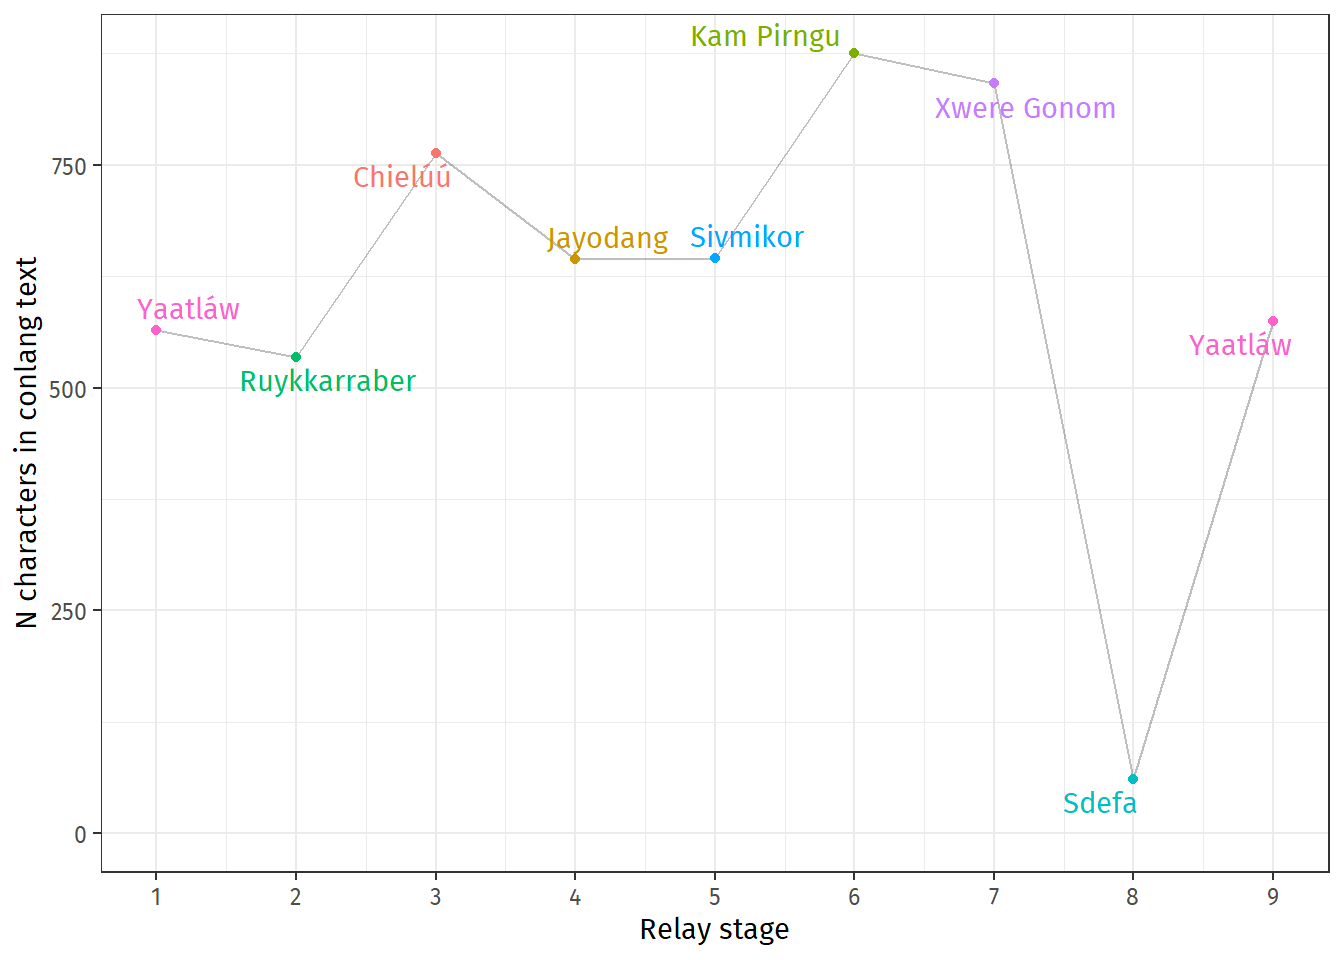 Kam Pirngu
Xwere Gonom
750
Chielúú
Jayodang
Sivmikor
Yaatláw
Yaatláw
Ruykkarraber
500
250
Sdefa
0
N characters in conlang text
1 2 3 4 5 6 7 8 9
Relay stage